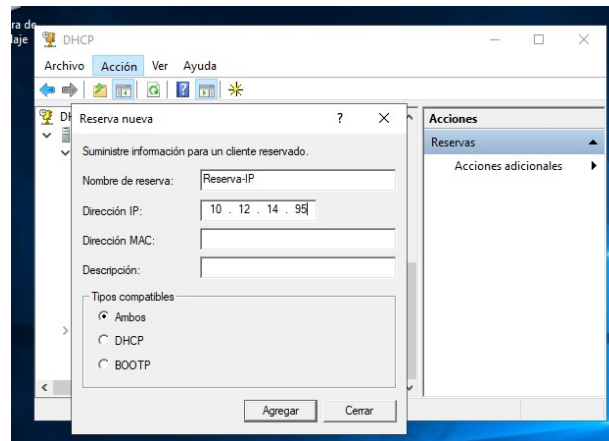 ra de
laje
DHCP
Archivo Acción Ver Ayuda
DH
Reserva nueva ? X
Suministre información para un cliente reservado.
Nombre de reserva: Reserva-IP
Dirección IP: 10 . 12 . 14 . 95
Dirección MAC:
Descripción:
Tipos compatibles
Ambos
DHCP
BOOTP
Agregar Cerrar
Acciones
Reservas
Acciones adicionales